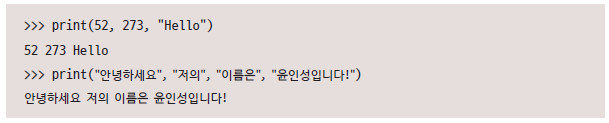 >>> print(52, 273, "Hello")
52 273 Hello
>>> print("안녕하세요", "저의", "이름은", "윤인성입니다!")
안녕하세요 저의 이름은 윤인성입니다!